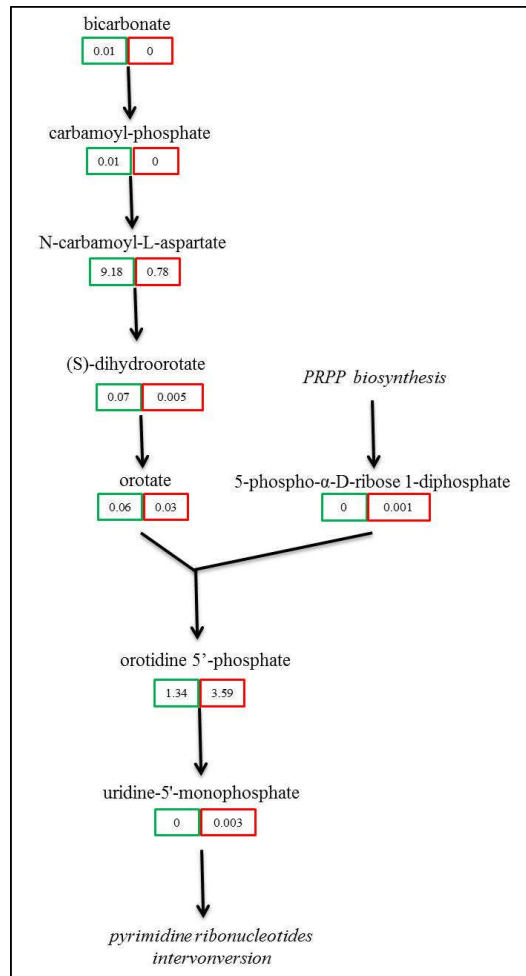 bicarbonate
0.01 0
carbamoyl-phosphate
0.01 0
N-carbamoyl-L-aspartate
9.18 0.78
(S)-dihydroorotate
0.07 0.005
PRPP biosynthesis
orotate
0.06 0.03
5-phospho-α-D-ribose 1-diphosphate
0 0.001
orotidine 5’-phosphate
1.34 3.59
uridine-5'-monophosphate
0 0.003
pyrimidine ribonucleotides
intervonversion